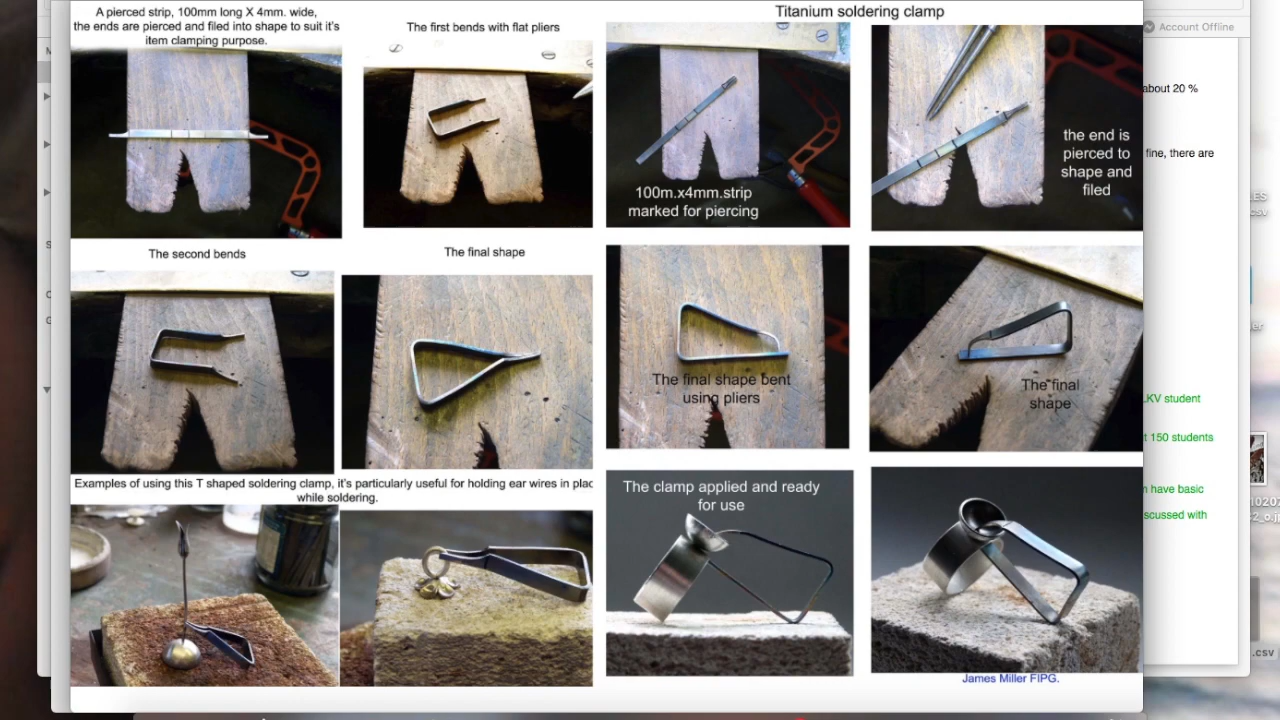 A pierced strip, 100mm long X 4mm. wide,
the ends are pierced and filed into shape to suit it's
item clamping purpose.
The first bends with flat pliers
Titanium soldering clamp
100m.x4mm.strip
marked for piercing
the end is
pierced to
shape and
filed
The second bends
The final shape
The final shape bent
using pliers
The final
shape
Examples of using this T shaped soldering clamp, it's particularly useful for holding ear wires in plac
while soldering.
The clamp applied and ready
for use
James Miller FIPG.
Account Offline
about 20 %
fine, there are
KV student
150 students
have basic
scussed with
.csv